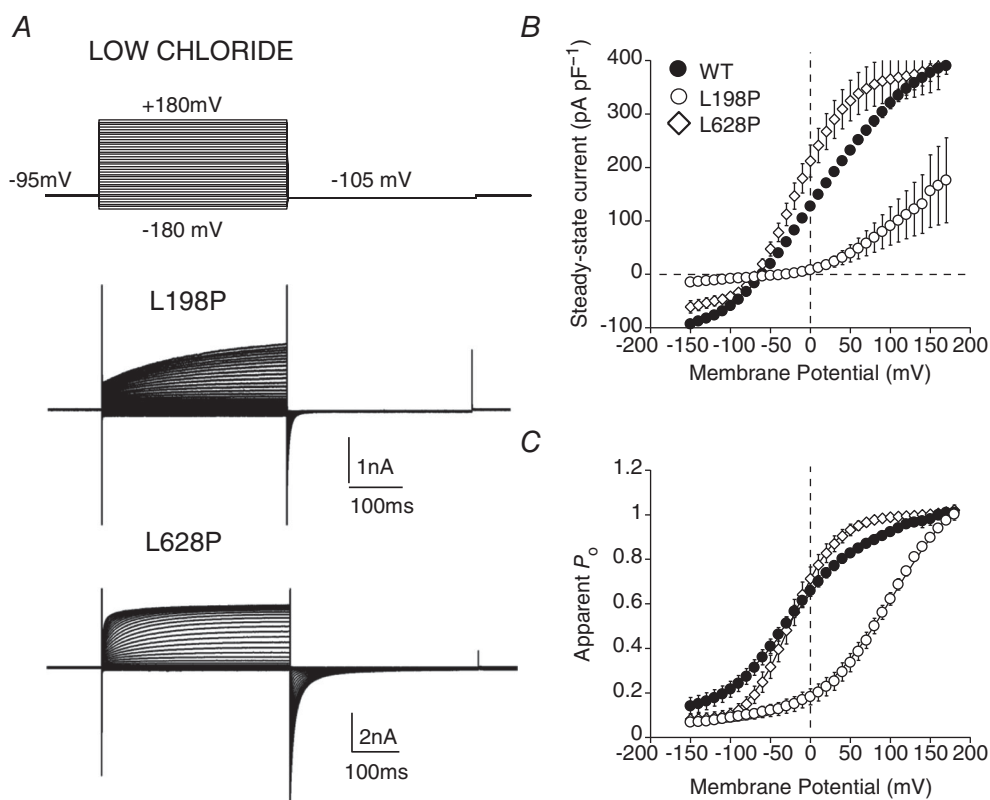 A
LOW CHLORIDE
+180mV
-95mV
-105 mV
-180 mV
L198P
1nA
100ms
L628P
2nA
100ms
B
Steady-state current (pA pF⁻¹)
400
300
200
100
0
-100
WT
L198P
L628P
-200 -150 -100 -50 0 50 100 150 200
Membrane Potential (mV)
C
Apparent Pₒ
1.2
1
0.8
0.6
0.4
0.2
0
-200 -150 -100 -50 0 50 100 150 200
Membrane Potential (mV)